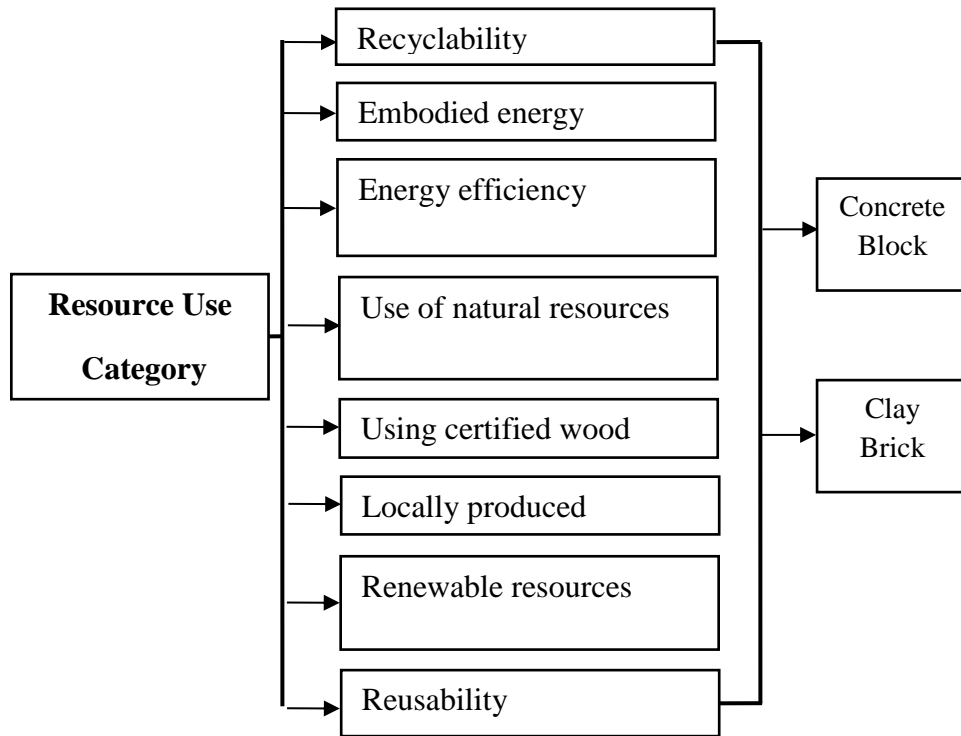 Resource Use
Category
Recyclability
Embodied energy
Energy efficiency
Use of natural resources
Using certified wood
Locally produced
Renewable resources
Reusability
Concrete
Block
Clay
Brick